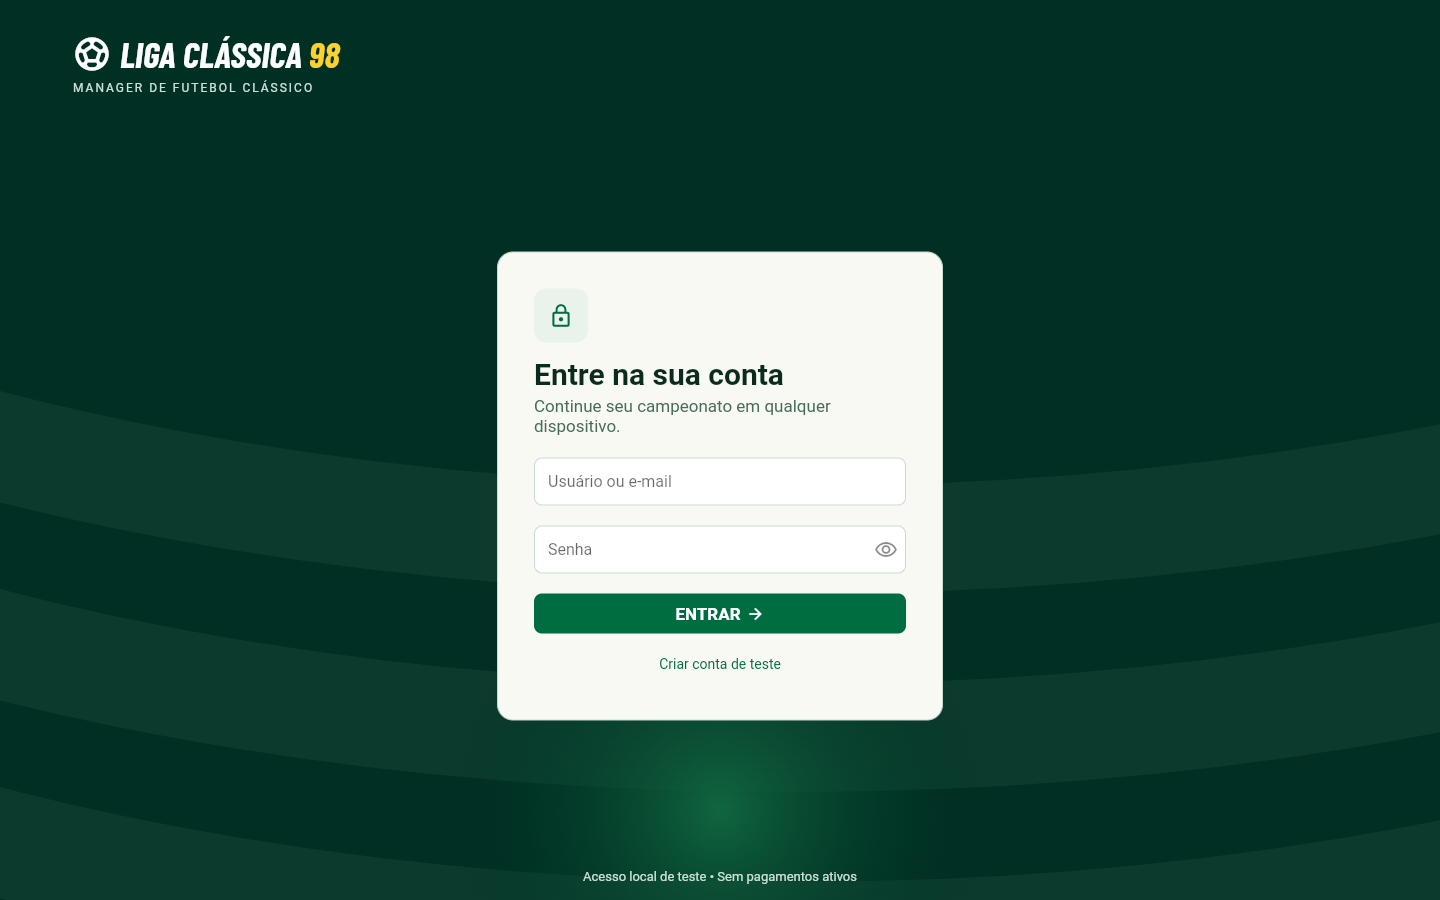 LIGA CLÁSSICA 98
MANAGER DE FUTEBOL CLÁSSICO
Entre na sua conta
Continue seu campeonato em qualquer
dispositivo.
Usuário ou e-mail
Senha
ENTRAR →
Criar conta de teste
Acesso local de teste • Sem pagamentos ativos